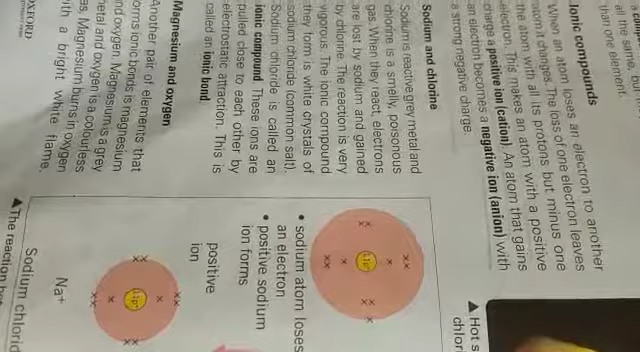 all the same, but
than one element.
Ionic compounds
When an atom loses an electron to another
atom it changes. The loss of one electron leaves
the atom with all its protons but minus one
electron. This makes an atom with a positive
charge a positive ion (cation). An atom that gains
an electron becomes a negative ion (anion) with
a strong negative charge.
Sodium and chlorine
Sodium is reactive grey metal and
chlorine is a smelly, poisonous
gas. When they react, electrons
are lost by sodium and gained
by chlorine. The reaction is very
vigorous. The ionic compound
they form is white crystals of
sodium chloride (common salt).
Sodium chloride is called an
ionic compound. These ions are
pulled close to each other by
electrostatic attraction. This is
called an ionic bond.
Magnesium and oxygen
Another pair of elements that
forms ionic bonds is magnesium
and oxygen. Magnesium is a grey
metal and oxygen is a colourless
gas. Magnesium burns in oxygen
with a bright white flame.
OXFORD
▲ Hot s
chlor
11p+
• sodium atom loses
an electron
• positive sodium
ion forms
positive
ion
11p+
Na+
Sodium chlorid
▲ The reaction